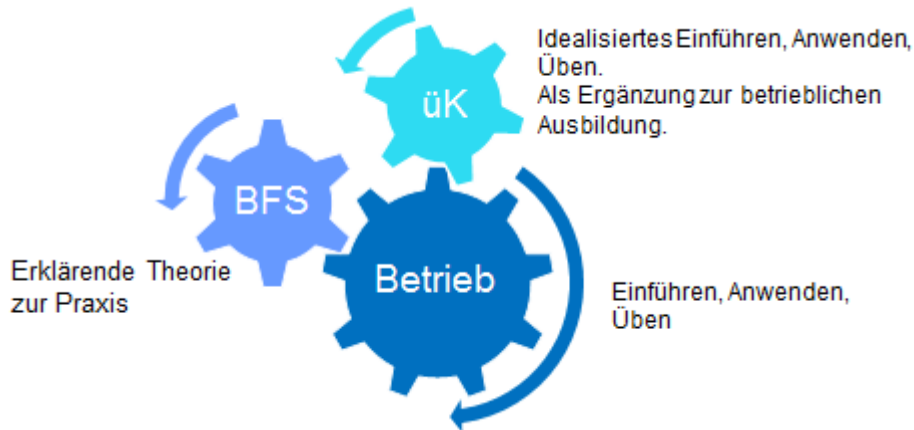 Idealisiertes Einführen, Anwenden,
Üben.
Als Ergänzung zur betrieblichen
Ausbildung.
üK
BFS
Betrieb
Erklärende Theorie
zur Praxis
Einführen, Anwenden,
Üben